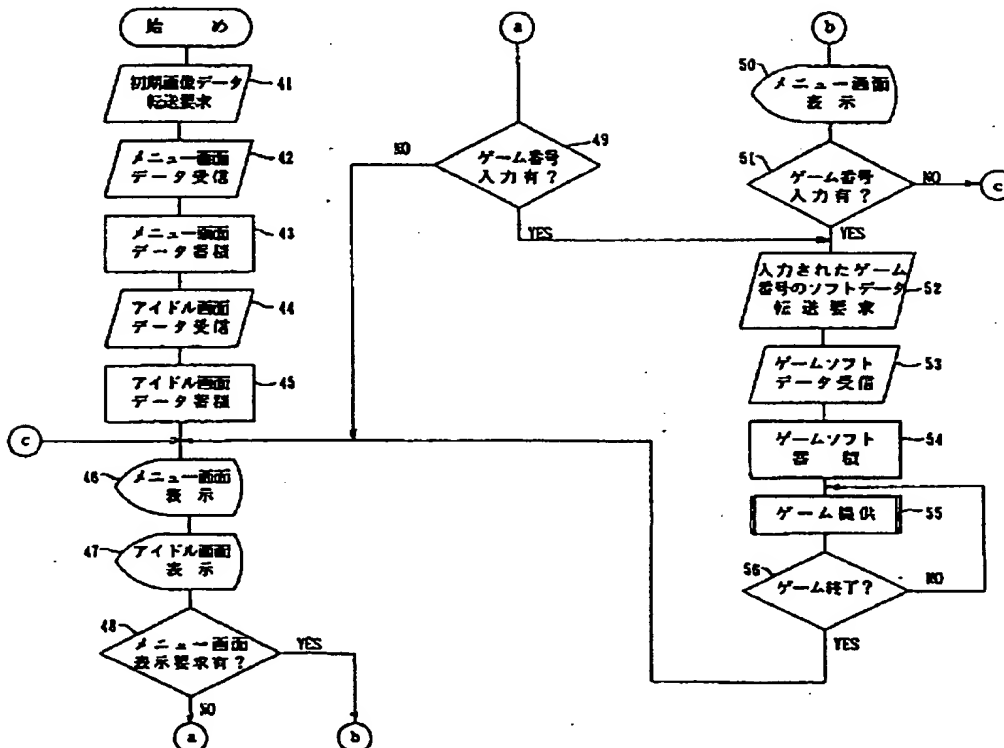 始め
初期画像データ
転送要求
41
メニュー画面
データ受信
42
メニュー画面
データ蓄積
43
アイドル画面
データ受信
44
アイドル画面
データ蓄積
45
c
46
メニュー画面
表示
47
アイドル画面
表示
48
メニュー画面
表示要求有?
YES
NO
a
b
a
49
NO
ゲーム番号
入力有?
YES
b
50
メニュー画面
表示
51
ゲーム番号
入力有?
NO
c
YES
入力されたゲーム
番号のソフトデータ
転送要求
52
ゲームソフト
データ受信
53
ゲームソフト
蓄積
54
ゲーム提供
55
56
ゲーム終了?
NO
YES